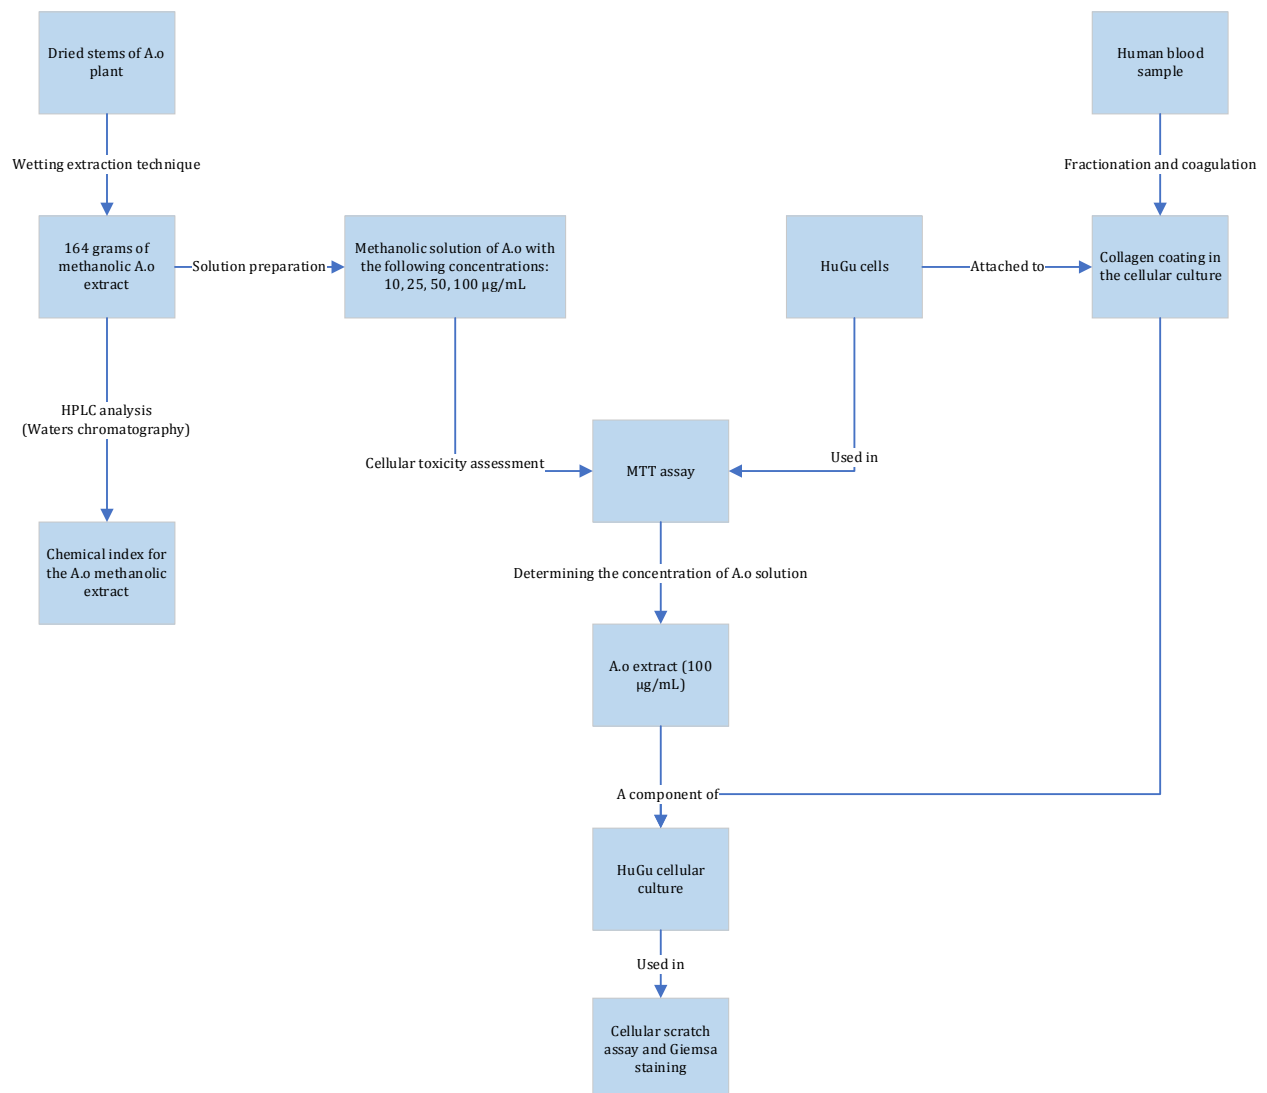 Dried stems of A.o
plant
Human blood
sample
Wetting extraction technique
Fractionation and coagulation
164 grams of
methanolic A.o
extract
Solution preparation
Methanolic solution of A.o with
the following concentrations:
10, 25, 50, 100 μg/mL
HuGu cells
Attached to
Collagen coating in
the cellular culture
HPLC analysis
(Waters chromatography)
Cellular toxicity assessment
MTT assay
Used in
Chemical index for
the A.o methanolic
extract
Determining the concentration of A.o solution
A.o extract (100
μg/mL)
A component of
HuGu cellular
culture
Used in
Cellular scratch
assay and Giemsa
staining